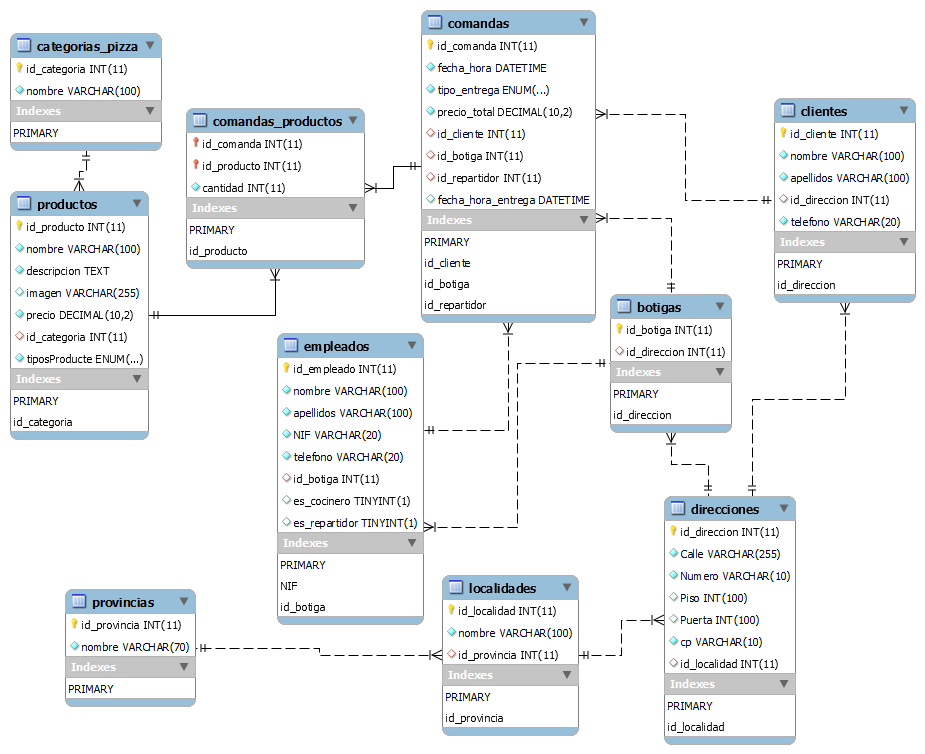 categorias_pizza
id_categoria INT(11)
nombre VARCHAR(100)
Indexes
PRIMARY
productos
id_producto INT(11)
nombre VARCHAR(100)
descripcion TEXT
imagen VARCHAR(255)
precio DECIMAL(10,2)
id_categoria INT(11)
tiposProducte ENUM(...)
Indexes
PRIMARY
id_categoria
comandas_productos
id_comanda INT(11)
id_producto INT(11)
cantidad INT(11)
Indexes
PRIMARY
id_producto
comandas
id_comanda INT(11)
fecha_hora DATETIME
tipo_entrega ENUM(...)
precio_total DECIMAL(10,2)
id_cliente INT(11)
id_botiga INT(11)
id_repartidor INT(11)
fecha_hora_entrega DATETIME
Indexes
PRIMARY
id_cliente
id_botiga
id_repartidor
clientes
id_cliente INT(11)
nombre VARCHAR(100)
apellidos VARCHAR(100)
id_direccion INT(11)
telefono VARCHAR(20)
Indexes
PRIMARY
id_direccion
botigas
id_botiga INT(11)
id_direccion INT(11)
Indexes
PRIMARY
id_direccion
empleados
id_empleado INT(11)
nombre VARCHAR(100)
apellidos VARCHAR(100)
NIF VARCHAR(20)
telefono VARCHAR(20)
id_botiga INT(11)
es_cocinero TINYINT(1)
es_repartidor TINYINT(1)
Indexes
PRIMARY
NIF
id_botiga
direcciones
id_direccion INT(11)
Calle VARCHAR(255)
Numero VARCHAR(10)
Piso INT(100)
Puerta INT(100)
cp VARCHAR(10)
id_localidad INT(11)
Indexes
PRIMARY
id_localidad
localidades
id_localidad INT(11)
nombre VARCHAR(100)
id_provincia INT(11)
Indexes
PRIMARY
id_provincia
provincias
id_provincia INT(11)
nombre VARCHAR(70)
Indexes
PRIMARY